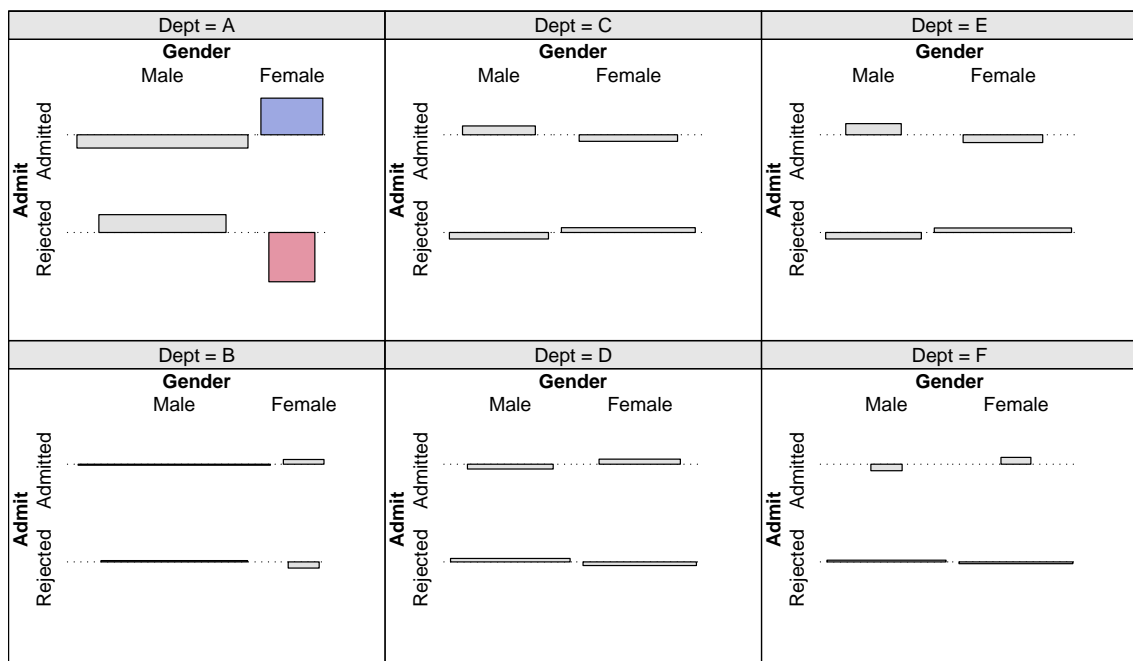 Dept = A
Gender
Male Female
Admit
Admitted
Rejected
Dept = C
Gender
Male Female
Admit
Admitted
Rejected
Dept = E
Gender
Male Female
Admit
Admitted
Rejected
Dept = B
Gender
Male Female
Admit
Admitted
Rejected
Dept = D
Gender
Male Female
Admit
Admitted
Rejected
Dept = F
Gender
Male Female
Admit
Admitted
Rejected